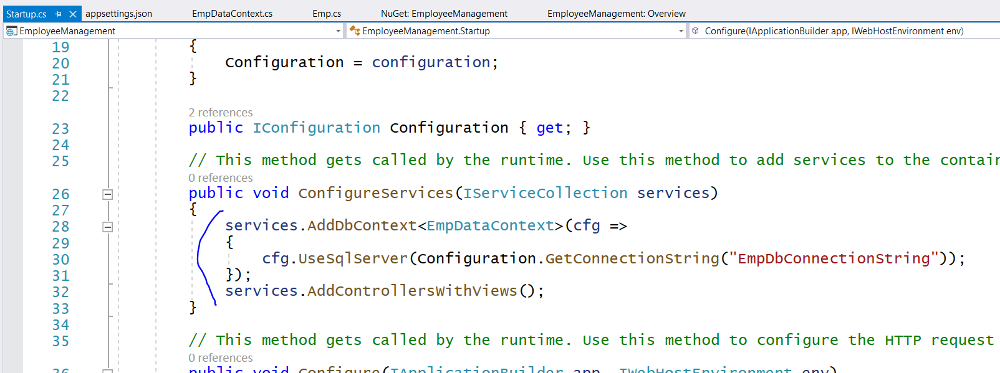 Startup.cs appsettings.json EmpDataContext.cs Emp.cs NuGet: EmployeeManagement EmployeeManagement: Overview
EmployeeManagement EmployeeManagement.Startup Configure(IApplicationBuilder app, IWebHostEnvironment env)
19 {
20 Configuration = configuration;
21 }
22
2 references
23 public IConfiguration Configuration { get; }
24
25 // This method gets called by the runtime. Use this method to add services to the contair
0 references
26 public void ConfigureServices(IServiceCollection services)
27 {
28 services.AddDbContext<EmpDataContext>(cfg =>
29 {
30 cfg.UseSqlServer(Configuration.GetConnectionString("EmpDbConnectionString"));
31 });
32 services.AddControllersWithViews();
33 }
34
35 // This method gets called by the runtime. Use this method to configure the HTTP request
0 references
36 public void Configure(IApplicationBuilder app, IWebHostEnvironment env)